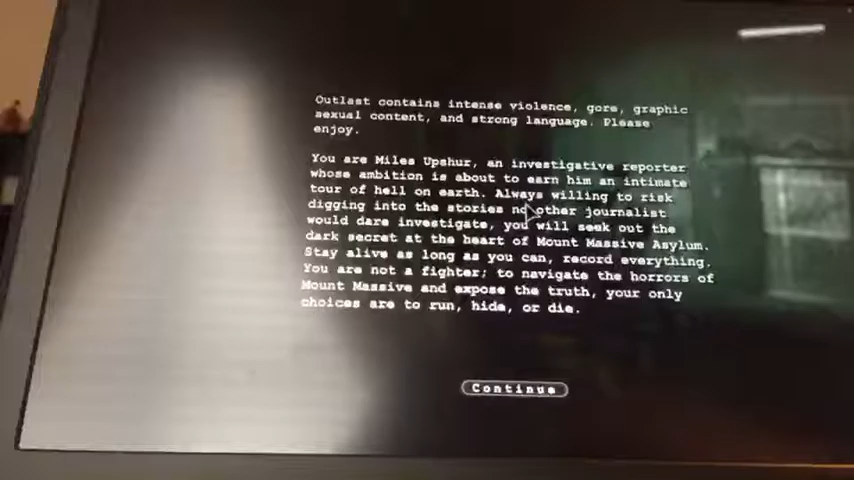 Outlast contains intense violence, gore, graphic
sexual content, and strong language. Please
enjoy.
You are Miles Upshur, an investigative reporter
whose ambition is about to earn him an intimate
tour of hell on earth. Always willing to risk
digging into the stories no other journalist
would dare investigate, you will seek out the
dark secret at the heart of Mount Massive Asylum.
Stay alive as long as you can, record everything.
You are not a fighter; to navigate the horrors of
Mount Massive and expose the truth, your only
choices are to run, hide, or die.
Continue